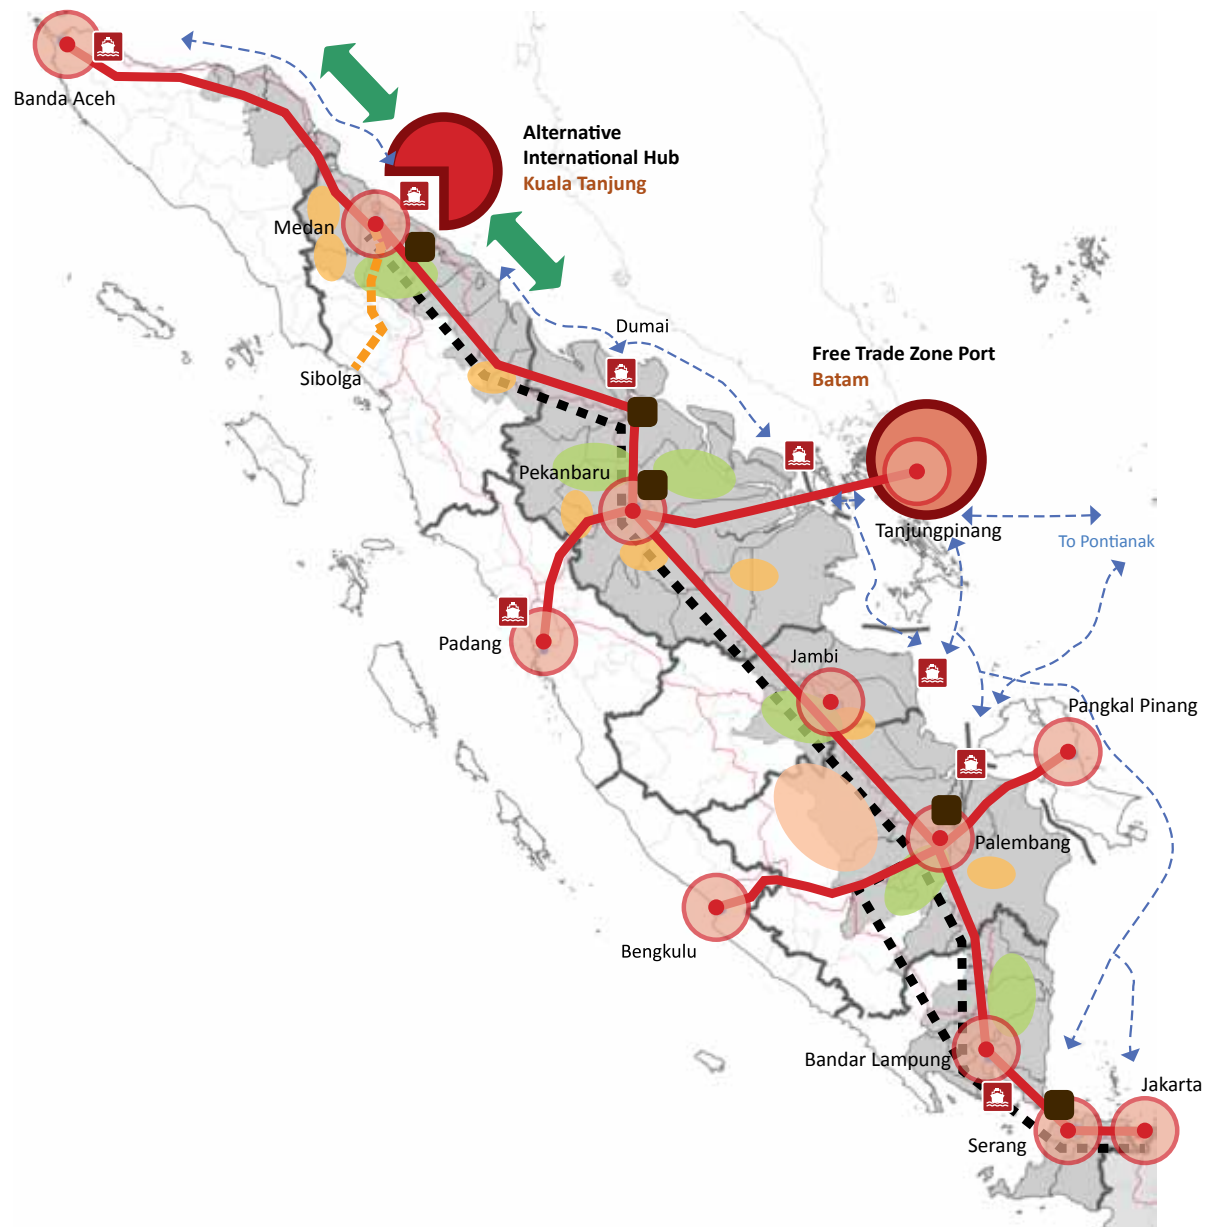 Banda Aceh
Alternative
International Hub
Kuala Tanjung
Medan
Dumai
Sibolga
Free Trade Zone Port
Batam
Pekanbaru
Tanjungpinang
To Pontianak
Padang
Jambi
Pangkal Pinang
Palembang
Bengkulu
Bandar Lampung
Jakarta
Serang